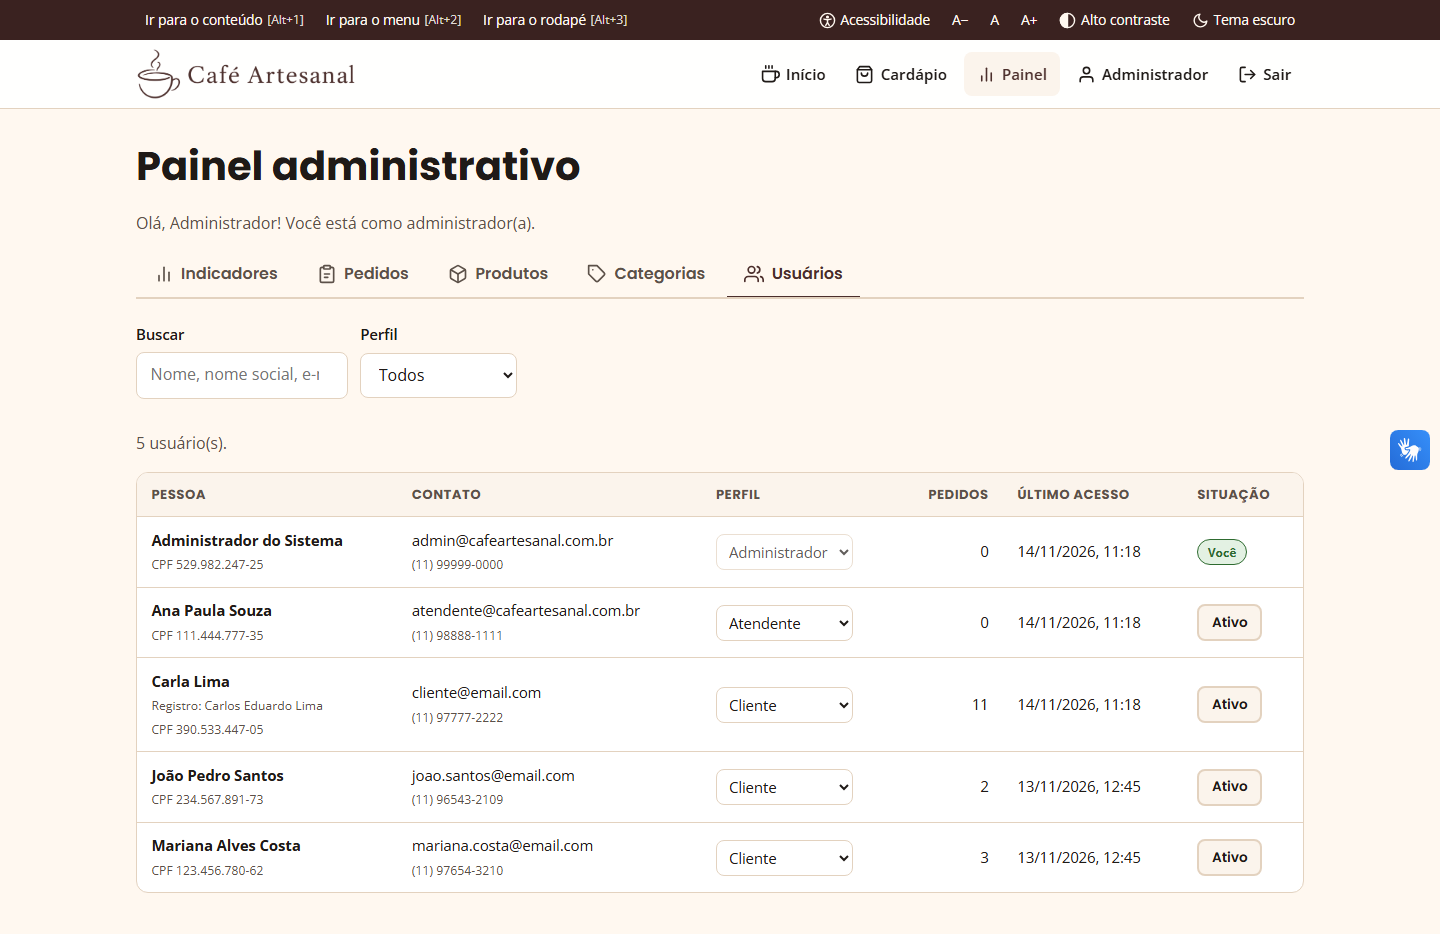 Ir para o conteúdo [Alt+1] Ir para o menu [Alt+2] Ir para o rodapé [Alt+3] Acessibilidade A− A A+ Alto contraste Tema escuro
Café Artesanal Início Cardápio Painel Administrador Sair
Painel administrativo
Olá, Administrador! Você está como administrador(a).
Indicadores Pedidos Produtos Categorias Usuários
Buscar Perfil
Nome, nome social, e- Todos
5 usuário(s).
PESSOA CONTATO PERFIL PEDIDOS ÚLTIMO ACESSO SITUAÇÃO
Administrador do Sistema admin@cafeartesanal.com.br Administrador 0 14/11/2026, 11:18 Você
CPF 529.982.247-25 (11) 99999-0000
Ana Paula Souza atendente@cafeartesanal.com.br Atendente 0 14/11/2026, 11:18 Ativo
CPF 111.444.777-35 (11) 98888-1111
Carla Lima cliente@email.com Cliente 11 14/11/2026, 11:18 Ativo
Registro: Carlos Eduardo Lima (11) 97777-2222
CPF 390.533.447-05
João Pedro Santos joao.santos@email.com Cliente 2 13/11/2026, 12:45 Ativo
CPF 234.567.891-73 (11) 96543-2109
Mariana Alves Costa mariana.costa@email.com Cliente 3 13/11/2026, 12:45 Ativo
CPF 123.456.780-62 (11) 97654-3210